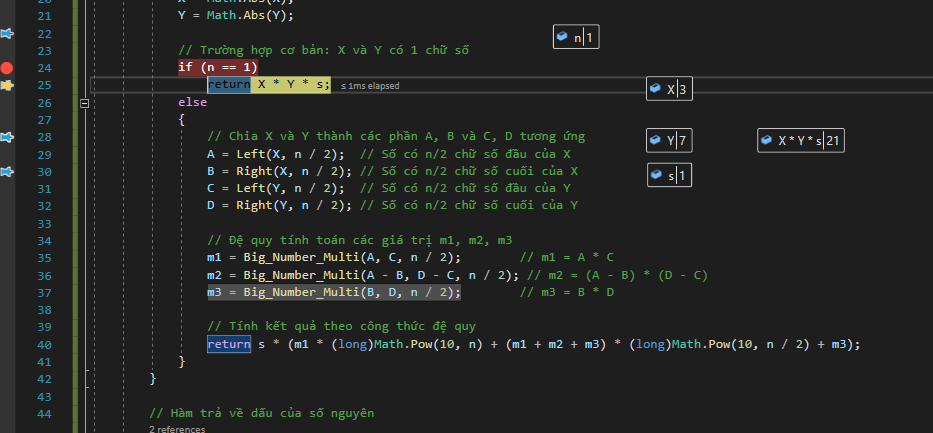 20 X = Math.Abs(X);
21 Y = Math.Abs(Y);
22
n 1
23 // Trường hợp cơ bản: X và Y có 1 chữ số
24 if (n == 1)
25 return X * Y * s; ≤ 1ms elapsed
X 3
26 else
27 {
28 // Chia X và Y thành các phần A, B và C, D tương ứng
Y 7
X * Y * s 21
29 A = Left(X, n / 2); // Số có n/2 chữ số đầu của X
30 B = Right(X, n / 2); // Số có n/2 chữ số cuối của X
s 1
31 C = Left(Y, n / 2); // Số có n/2 chữ số đầu của Y
32 D = Right(Y, n / 2); // Số có n/2 chữ số cuối của Y
33
34 // Đệ quy tính toán các giá trị m1, m2, m3
35 m1 = Big_Number_Multi(A, C, n / 2); // m1 = A * C
36 m2 = Big_Number_Multi(A - B, D - C, n / 2); // m2 = (A - B) * (D - C)
37 m3 = Big_Number_Multi(B, D, n / 2); // m3 = B * D
38
39 // Tính kết quả theo công thức đệ quy
40 return s * (m1 * (long)Math.Pow(10, n) + (m1 + m2 + m3) * (long)Math.Pow(10, n / 2) + m3);
41 }
42 }
43
44 // Hàm trả về dấu của số nguyên
2 references